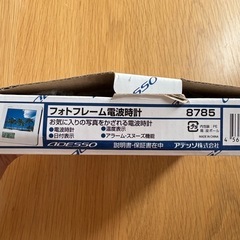 フォトフレーム電波時計
8785
お気に入りの写真をかざれる電波時計
●電波時計
●温度表示
●日付表示
●アラーム・スヌーズ機能
ADESSO
説明書・保証書在中
アデッソ株式会社
MADE IN CHINA
4 56